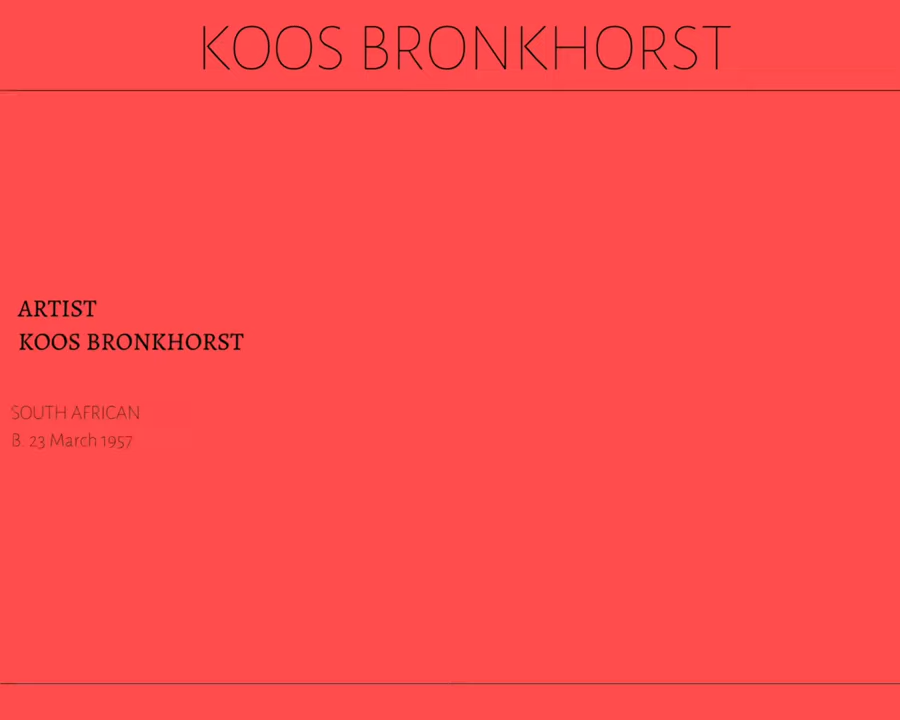 KOOS BRONKHORST
ARTIST
KOOS BRONKHORST
SOUTH AFRICAN
B. 23 March 1957